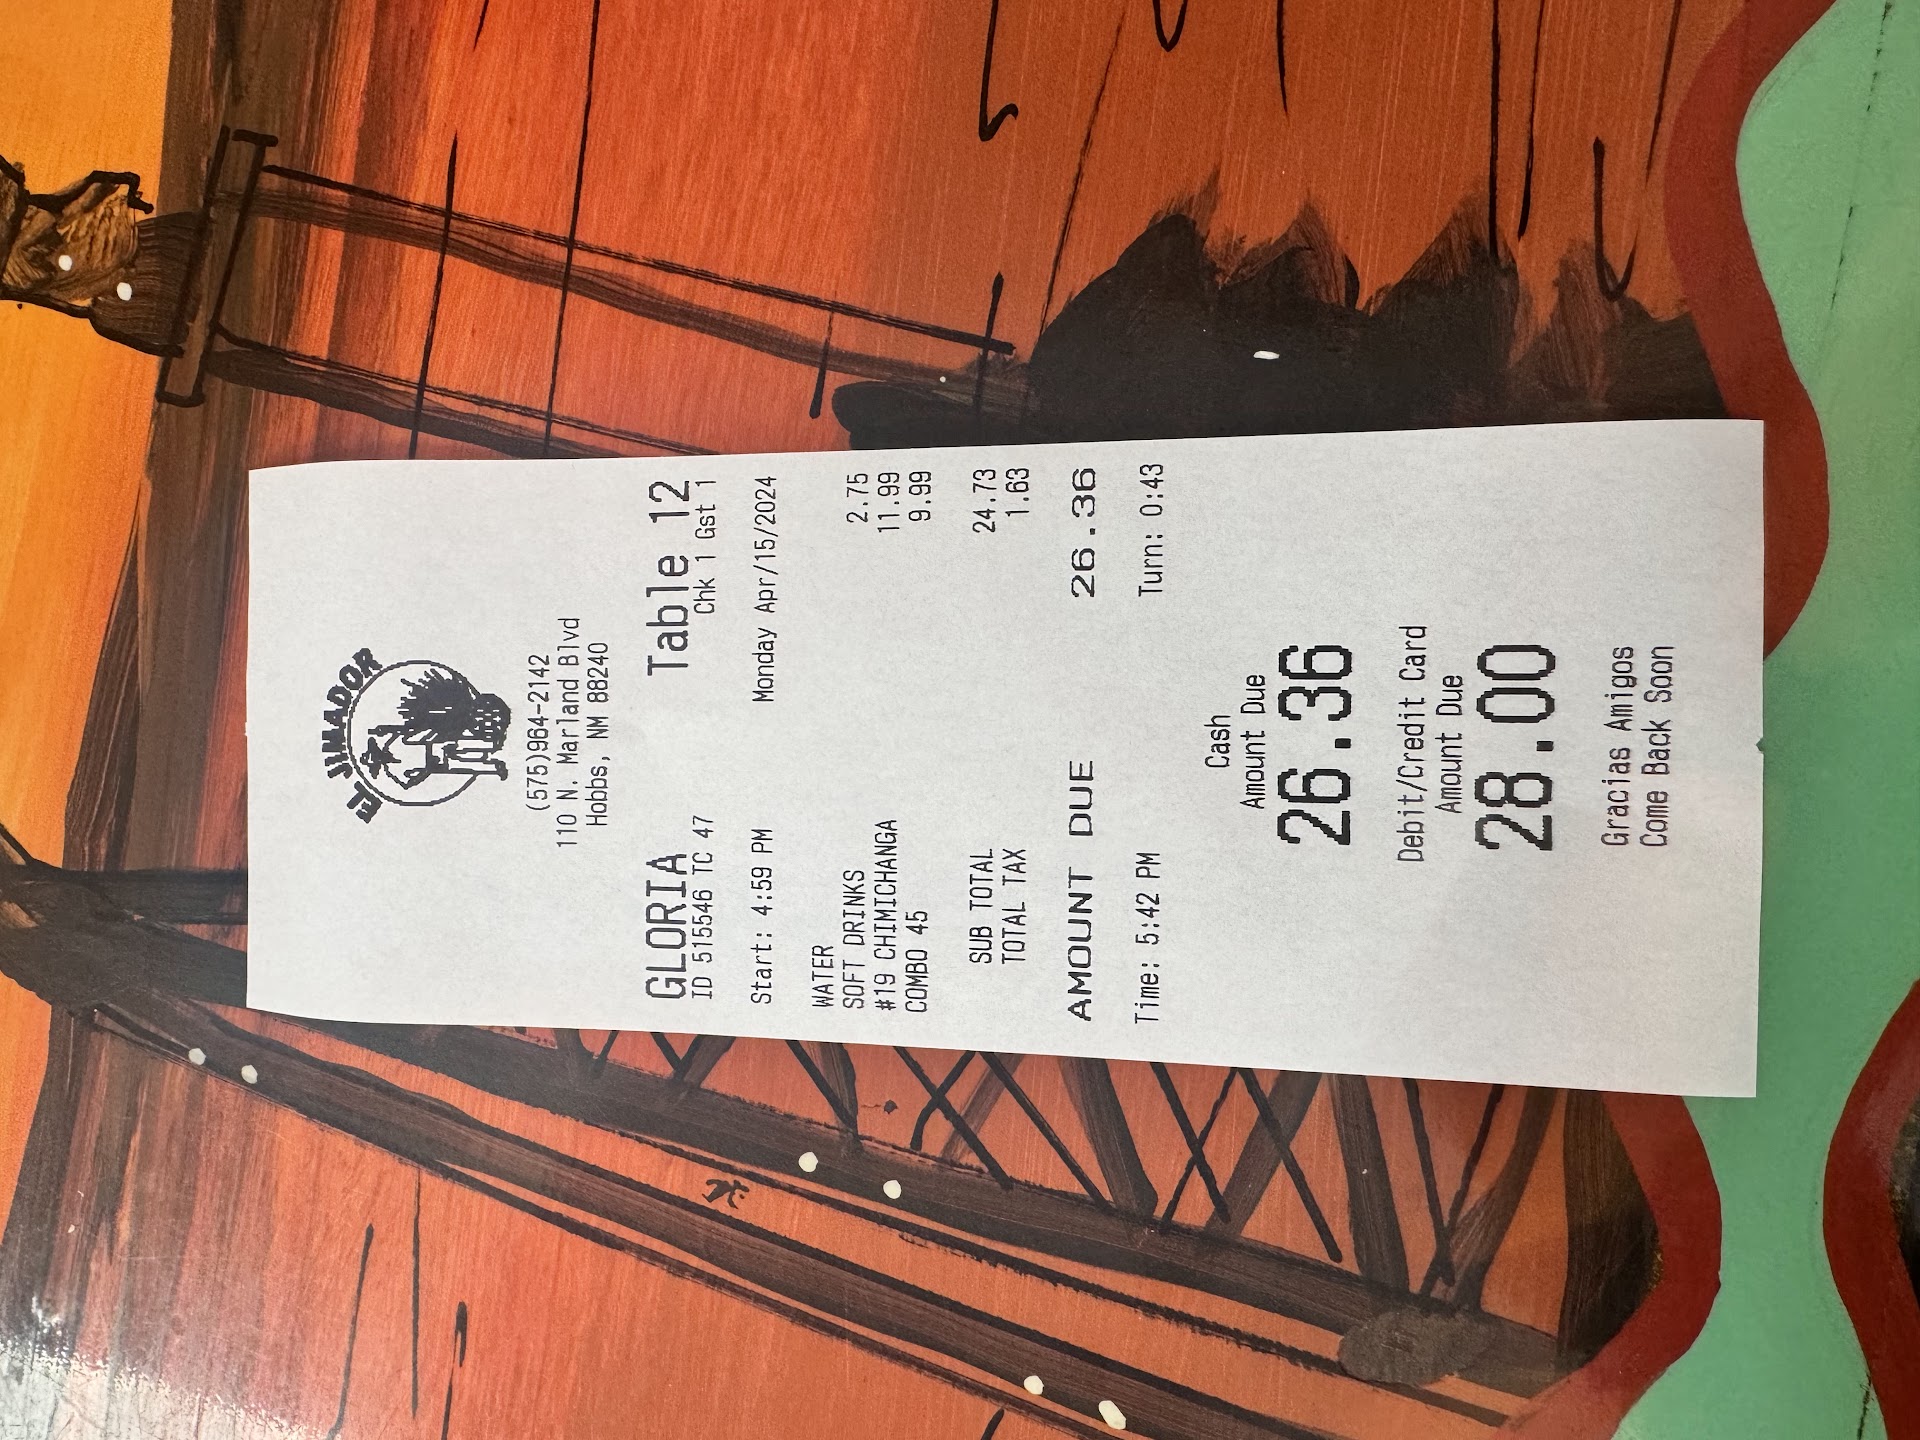 EL JIMADOR
(575)964-2142
110 N. Marland Blvd
Hobbs, NM 88240
GLORIA Table 12
ID 515546 TC 47 Chk 1 Gst 1
Start: 4:59 PM Monday Apr/15/2024
WATER
SOFT DRINKS 2.75
#19 CHIMICHANGA 11.99
COMBO 45 9.99
SUB TOTAL 24.73
TOTAL TAX 1.63
AMOUNT DUE 26.36
Time: 5:42 PM Turn: 0:43
Cash
Amount Due
26.36
Debit/Credit Card
Amount Due
28.00
Gracias Amigos
Come Back Soon